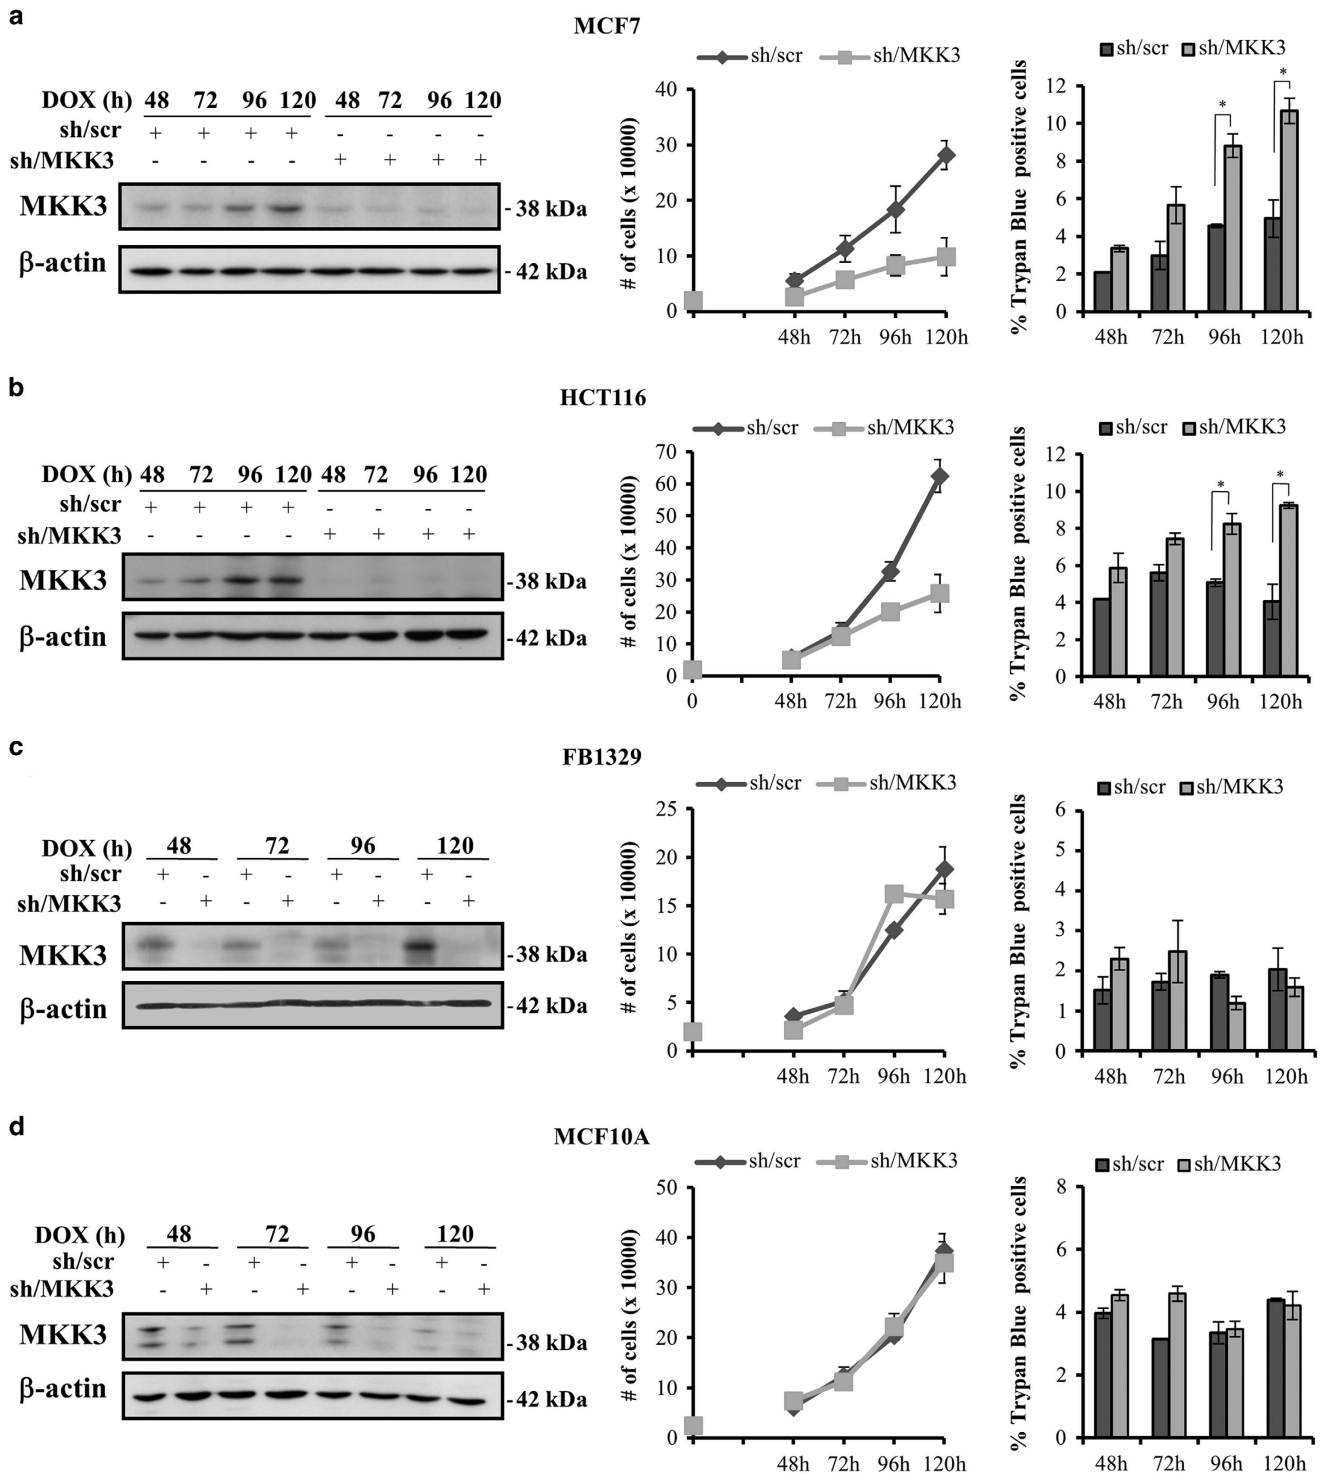 a
MCF7
DOX (h) 48 72 96 120 48 72 96 120
sh/scr + + + + - - - -
sh/MKK3 - - - - + + + +
MKK3 - 38 kDa
β-actin - 42 kDa
sh/scr sh/MKK3
# of cells (x 10000)
40
30
20
10
0
48h 72h 96h 120h
sh/scr sh/MKK3
% Trypan Blue positive cells
12
10
8
6
4
2
0
* *
48h 72h 96h 120h
b
HCT116
DOX (h) 48 72 96 120 48 72 96 120
sh/scr + + + + - - - -
sh/MKK3 - - - - + + + +
MKK3 -38 kDa
β-actin -42 kDa
sh/scr sh/MKK3
# of cells (x 10000)
70
60
50
40
30
20
10
0
0 48h 72h 96h 120h
sh/scr sh/MKK3
% Trypan Blue positive cells
12
10
8
6
4
2
0
* *
48h 72h 96h 120h
c
FB1329
DOX (h) 48 72 96 120
sh/scr + - + - + - + -
sh/MKK3 - + - + - + - +
MKK3 -38 kDa
β-actin -42 kDa
sh/scr sh/MKK3
# of cells (x 10000)
25
20
15
10
5
0
48h 72h 96h 120h
sh/scr sh/MKK3
% Trypan Blue positive cells
6
5
4
3
2
1
0
48h 72h 96h 120h
d
MCF10A
DOX (h) 48 72 96 120
sh/scr + - + - + - + -
sh/MKK3 - + - + - + - +
MKK3 -38 kDa
β-actin -42 kDa
sh/scr sh/MKK3
# of cells (x 10000)
50
40
30
20
10
0
48h 72h 96h 120h
sh/scr sh/MKK3
% Trypan Blue positive cells
8
6
4
2
0
48h 72h 96h 120h